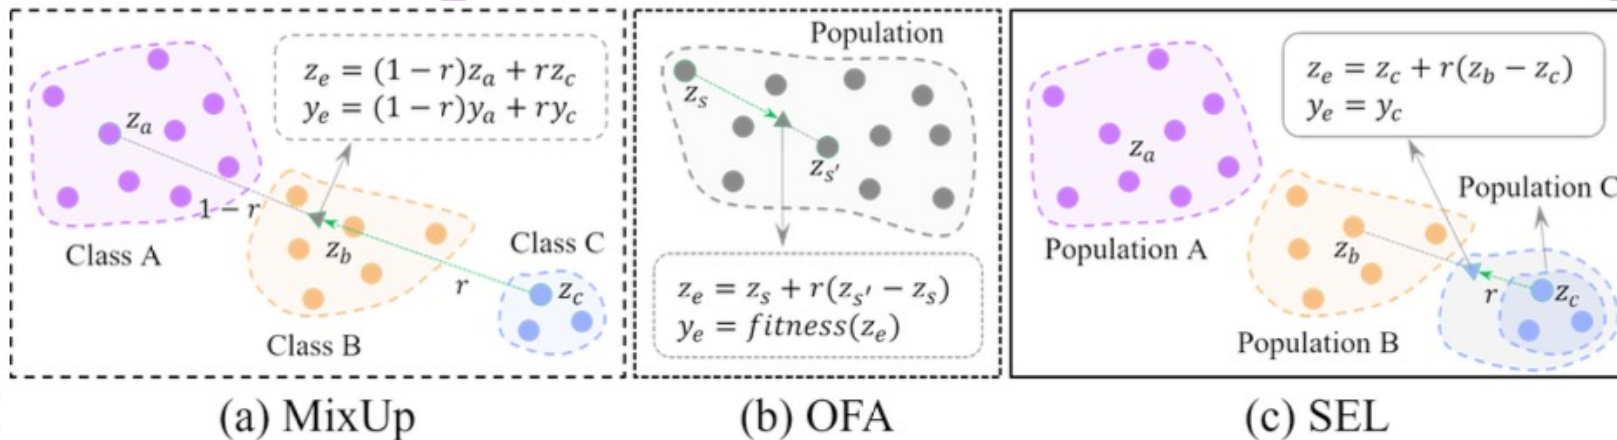 z_e = (1 − r)z_a + rz_c
y_e = (1 − r)y_a + ry_c
z_a
1 − r
z_b
r
z_c
Class A
Class B
Class C
(a) MixUp
Population
z_s
z_{s'}
z_e = z_s + r(z_{s'} − z_s)
y_e = fitness(z_e)
(b) OFA
z_e = z_c + r(z_b − z_c)
y_e = y_c
z_a
Population A
z_b
Population B
Population C
r
z_c
(c) SEL